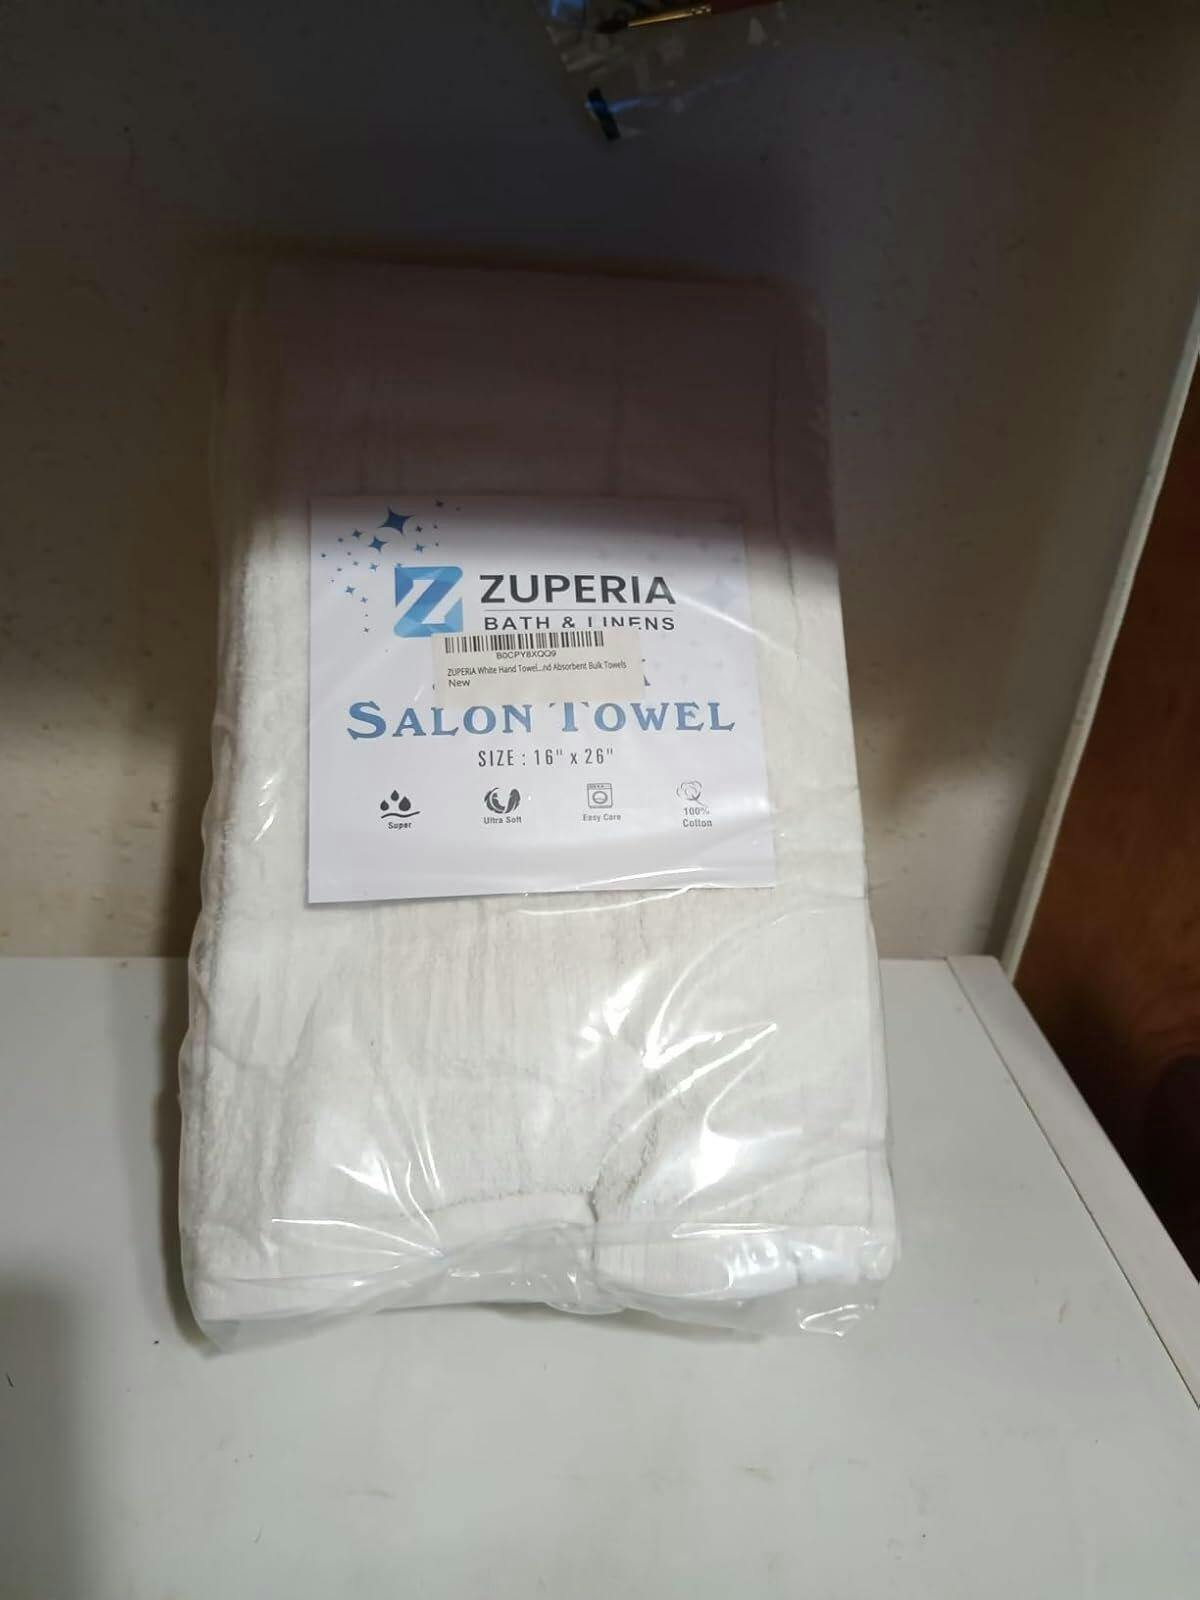 Z ZUPERIA
BATH & LINENS
B0CPY8XQQ9
ZUPERIA White Hand Towel...nd Absorbent Bulk Towels
New
SALON TOWEL
SIZE : 16" x 26"
Super
Ultra Soft
Easy Care
100%
Cotton